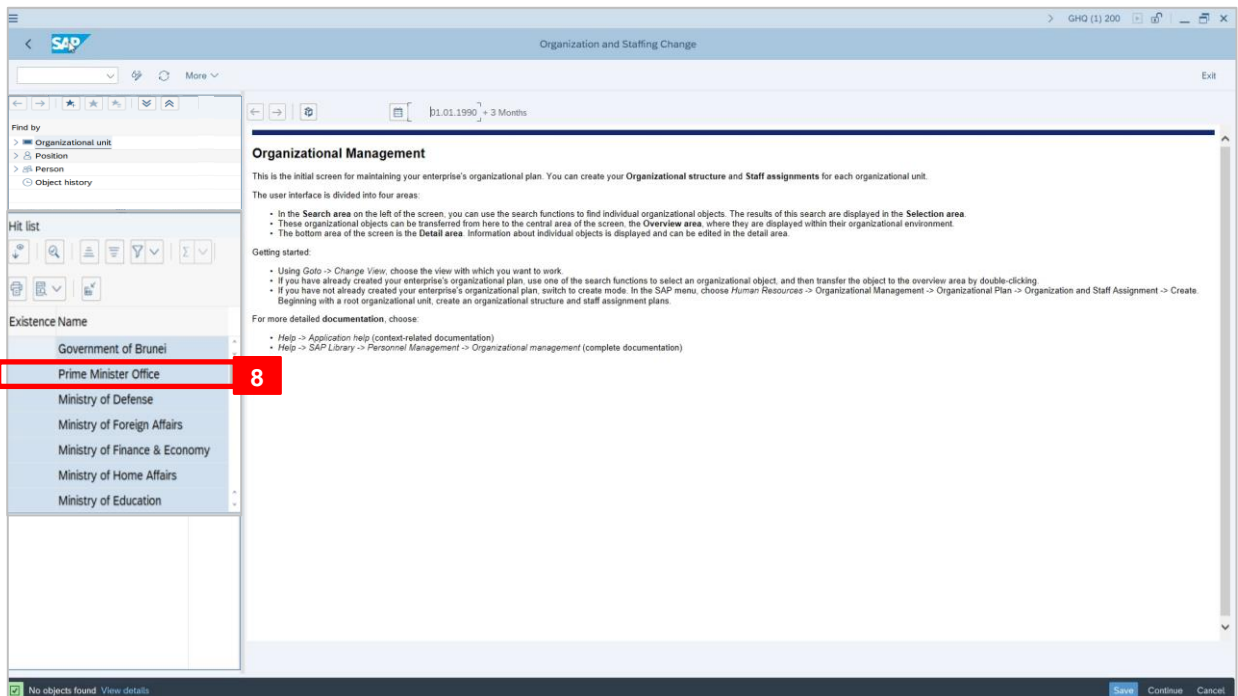 GHQ (1) 200
SAP
Organization and Staffing Change
More
Exit
01.01.1990 + 3 Months
Find by
Organizational unit
Position
Person
Object history
Hit list
Existence Name
Government of Brunei
Prime Minister Office
8
Ministry of Defense
Ministry of Foreign Affairs
Ministry of Finance & Economy
Ministry of Home Affairs
Ministry of Education
Organizational Management
This is the initial screen for maintaining your enterprise's organizational plan. You can create your Organizational structure and Staff assignments for each organizational unit.
The user interface is divided into four areas:
• In the Search area on the left of the screen, you can use the search functions to find individual organizational objects. The results of this search are displayed in the Selection area.
• These organizational objects can be transferred from here to the central area of the screen, the Overview area, where they are displayed within their organizational environment.
• The bottom area of the screen is the Detail area. Information about individual objects is displayed and can be edited in the detail area.
Getting started:
• Using Goto -> Change View, choose the view with which you want to work.
• If you have already created your enterprise's organizational plan, use one of the search functions to select an organizational object, and then transfer the object to the overview area by double-clicking.
• If you have not already created your enterprise's organizational plan, switch to create mode. In the SAP menu, choose Human Resources -> Organizational Management -> Organizational Plan -> Organization and Staff Assignment -> Create.
Beginning with a root organizational unit, create an organizational structure and staff assignment plans.
For more detailed documentation, choose:
• Help -> Application help (context-related documentation)
• Help -> SAP Library -> Personnel Management -> Organizational management (complete documentation)
No objects found View details
Save Continue Cancel